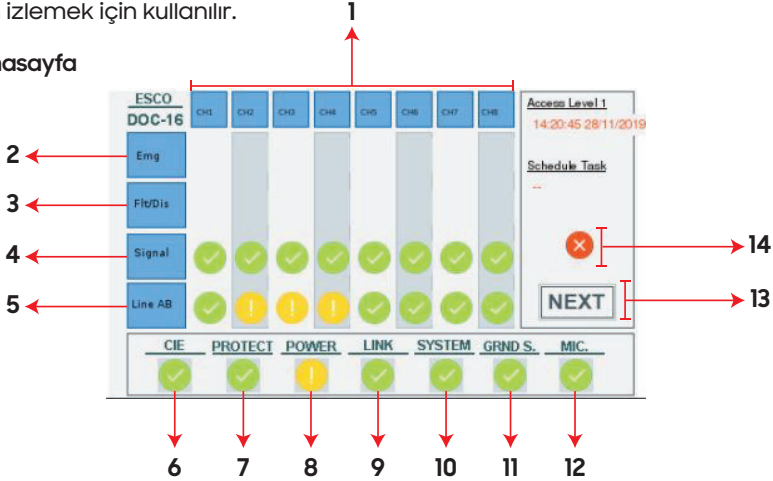 izlemek için kullanılır.
1
nasayfa
ESCO
DOC-16
CH1 CH2 CH3 CH4 CH5 CH6 CH7 CH8
Access Level 1
14:20:45 28/11/2019
Schedule Task
--
2 Emg
3 Flt/Dis
4 Signal
14
5 Line AB
NEXT
13
CIE PROTECT POWER LINK SYSTEM GRND S. MIC.
6 7 8 9 10 11 12